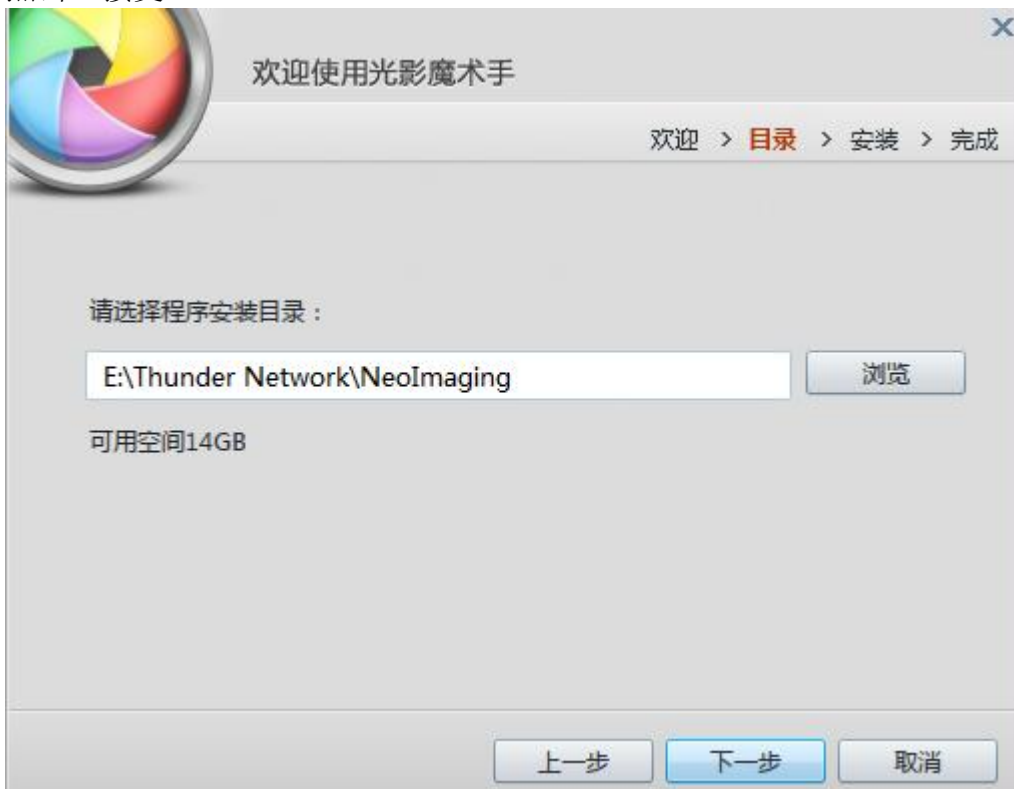 欢迎使用光影魔术手
欢迎 > 目录 > 安装 > 完成
请选择程序安装目录：
E:\Thunder Network\NeoImaging
浏览
可用空间14GB
上一步
下一步
取消